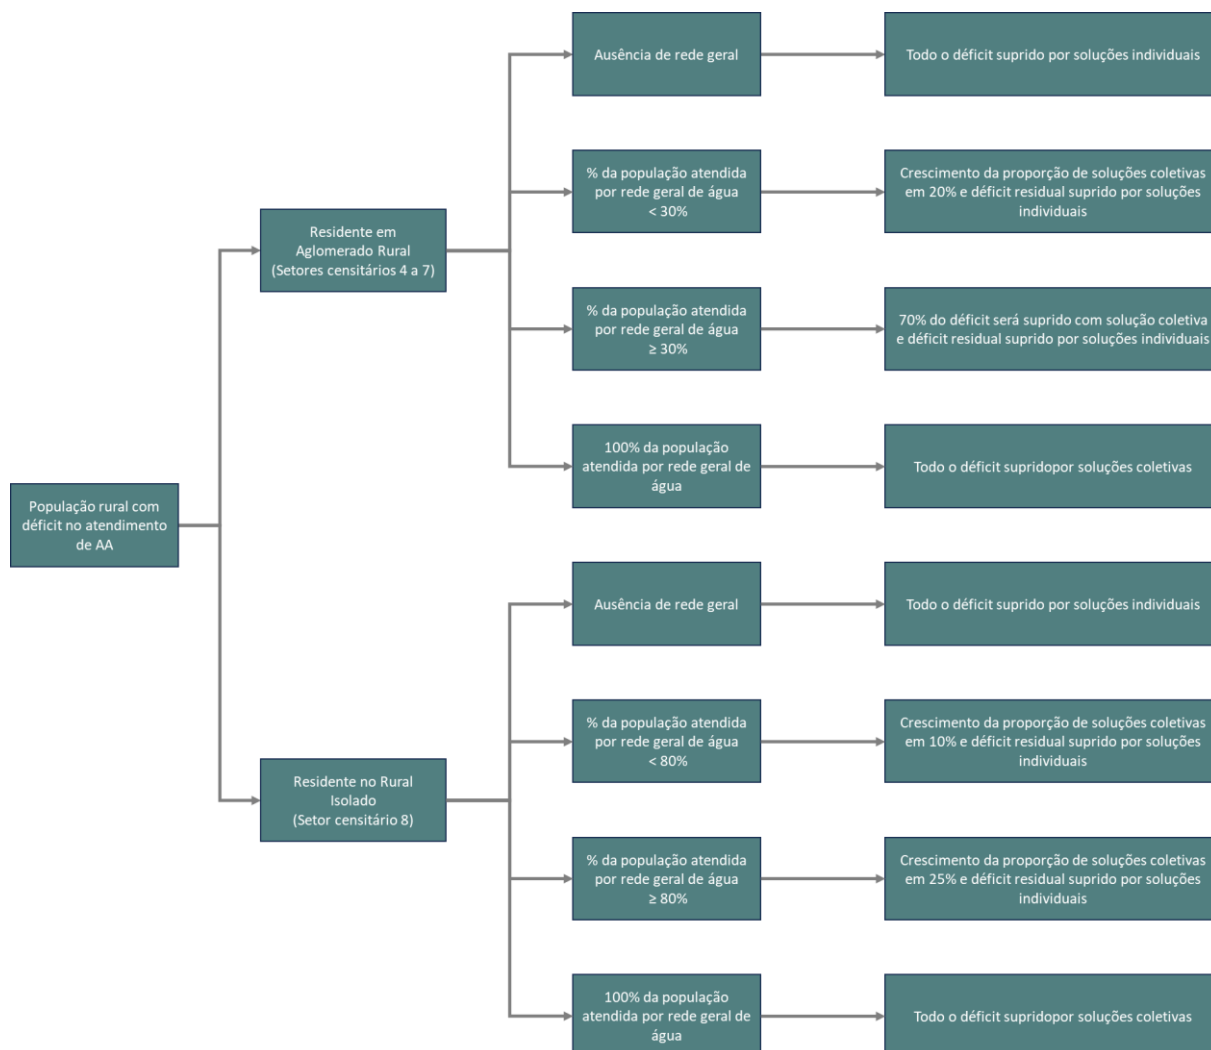 População rural com
déficit no atendimento
de AA
Residente em
Aglomerado Rural
(Setores censitários 4 a 7)
Ausência de rede geral
Todo o déficit suprido por soluções individuais
% da população atendida
por rede geral de água
< 30%
Crescimento da proporção de soluções coletivas
em 20% e déficit residual suprido por soluções
individuais
% da população atendida
por rede geral de água
≥ 30%
70% do déficit será suprido com solução coletiva
e déficit residual suprido por soluções individuais
100% da população
atendida por rede geral de
água
Todo o déficit supridopor soluções coletivas
Residente no Rural
Isolado
(Setor censitário 8)
Ausência de rede geral
Todo o déficit suprido por soluções individuais
% da população atendida
por rede geral de água
< 80%
Crescimento da proporção de soluções coletivas
em 10% e déficit residual suprido por soluções
individuais
% da população atendida
por rede geral de água
≥ 80%
Crescimento da proporção de soluções coletivas
em 25% e déficit residual suprido por soluções
individuais
100% da população
atendida por rede geral de
água
Todo o déficit supridopor soluções coletivas